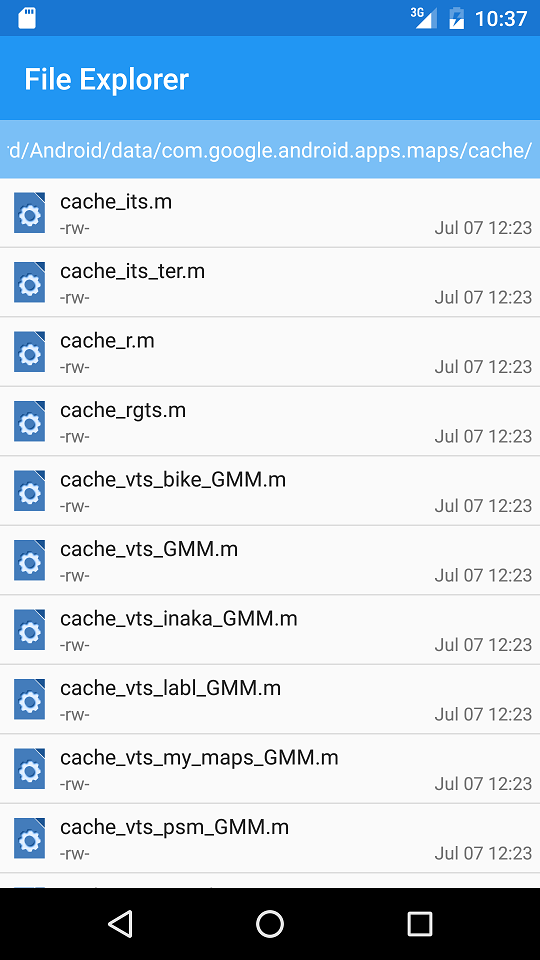 3G 10:37
File Explorer
rd/Android/data/com.google.android.apps.maps/cache/
cache_its.m
-rw- Jul 07 12:23
cache_its_ter.m
-rw- Jul 07 12:23
cache_r.m
-rw- Jul 07 12:23
cache_rgts.m
-rw- Jul 07 12:23
cache_vts_bike_GMM.m
-rw- Jul 07 12:23
cache_vts_GMM.m
-rw- Jul 07 12:23
cache_vts_inaka_GMM.m
-rw- Jul 07 12:23
cache_vts_labl_GMM.m
-rw- Jul 07 12:23
cache_vts_my_maps_GMM.m
-rw- Jul 07 12:23
cache_vts_psm_GMM.m
-rw- Jul 07 12:23